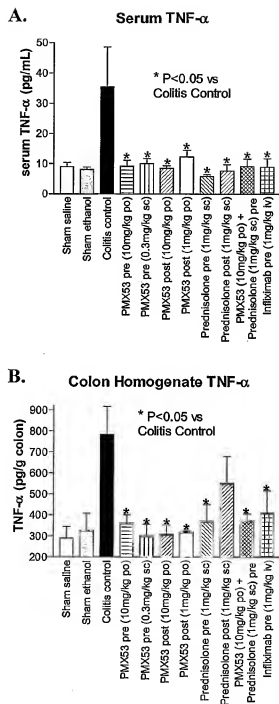 A.
Serum TNF-α
serum TNF-α (pg/mL)
50
40
30
20
10
0
* P<0.05 vs
Colitis Control
* * * * * * * *
Sham saline
Sham ethanol
Colitis control
PMX53 pre (10mg/kg po)
PMX53 pre (0.3mg/kg sc)
PMX53 post (10mg/kg po)
PMX53 post (1mg/kg po)
Prednisolone pre (1mg/kg sc)
Prednisolone post (1mg/kg sc)
PMX53 (10mg/kg po) +
Prednisolone (1mg/kg sc) pre
Infliximab pre (1mg/kg iv)
B.
Colon Homogenate TNF-α
TNF-α (pg/g colon)
900
800
700
600
500
400
300
200
* P<0.05 vs
Colitis Control
* * * * * * *
Sham saline
Sham ethanol
Colitis control
PMX53 pre (10mg/kg po)
PMX53 pre (0.3mg/kg sc)
PMX53 post (10mg/kg po)
PMX53 post (1mg/kg po)
Prednisolone pre (1mg/kg sc)
Prednisolone post (1mg/kg sc)
PMX53 (10mg/kg po) +
Prednisolone (1mg/kg sc) pre
Infliximab pre (1mg/kg iv)